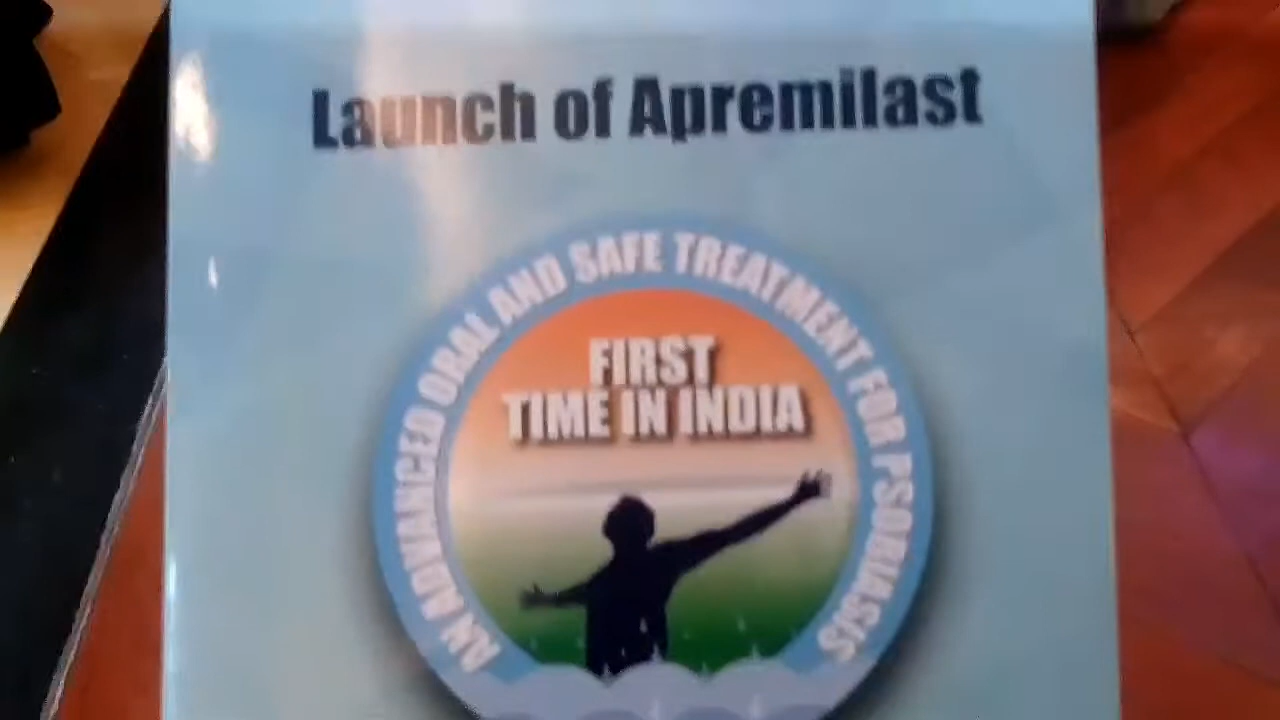 Launch of Apremilast
AN ADVANCED ORAL AND SAFE TREATMENT FOR PSORIASIS
FIRST
TIME IN INDIA